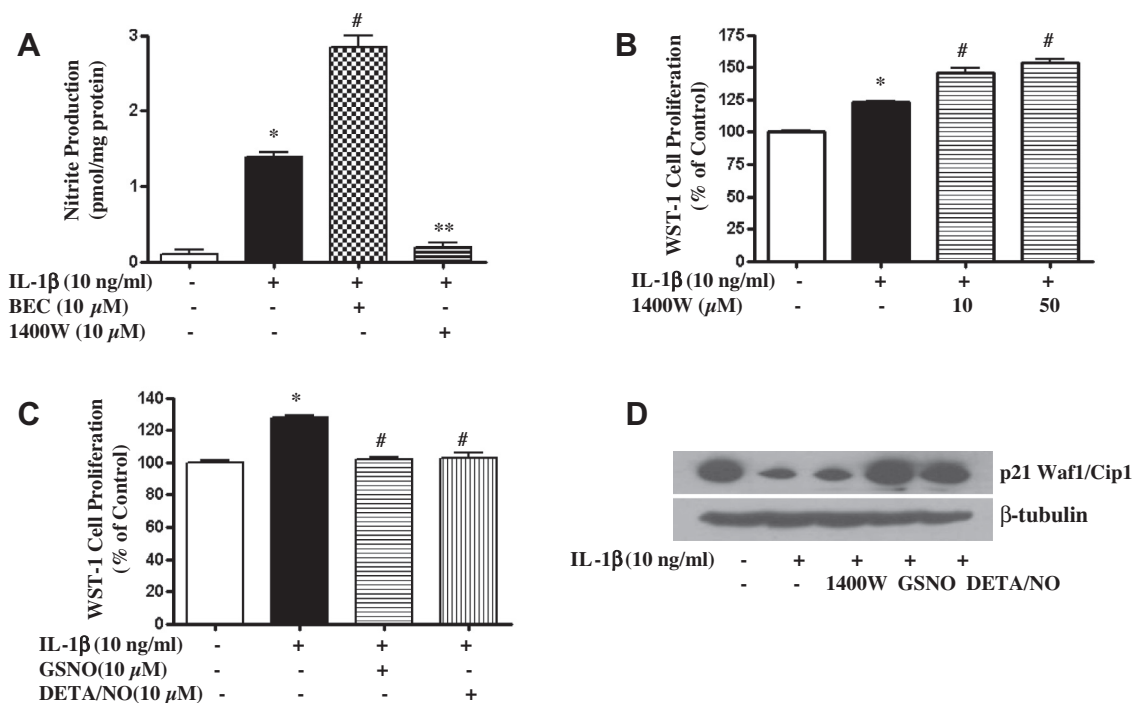 A
Nitrite Production
(pmol/mg protein)
3
2
1
0
#
*
**
IL-1β (10 ng/ml) - + + +
BEC (10 µM) - - + -
1400W (10 µM) - - - +
B
WST-1 Cell Proliferation
(% of Control)
175
150
125
100
75
50
25
0
*
#
#
IL-1β (10 ng/ml) - + + +
1400W (µM) - - 10 50
C
WST-1 Cell Proliferation
(% of Control)
140
120
100
80
60
40
20
0
*
#
#
IL-1β (10 ng/ml) - + + +
GSNO(10 µM) - - + -
DETA/NO(10 µM) - - - +
D
p21 Waf1/Cip1
β-tubulin
IL-1β (10 ng/ml) - + + + +
- - 1400W GSNO DETA/NO